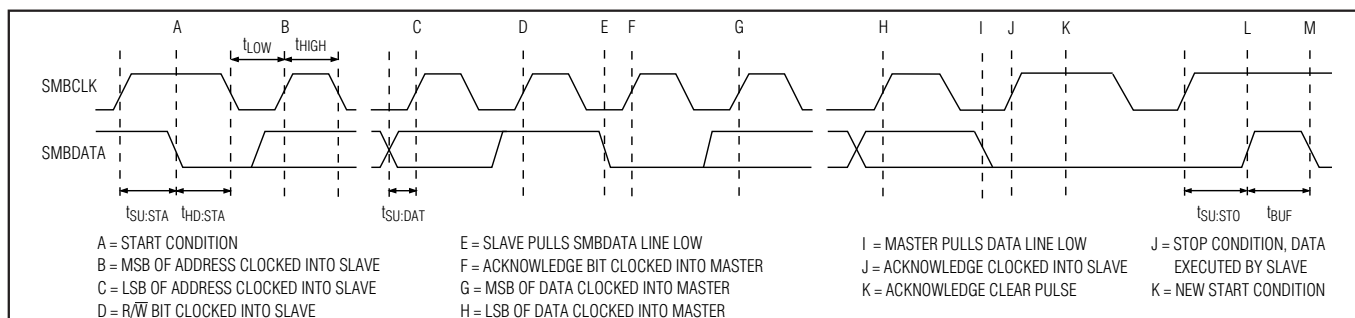 A B C D E F G H I J K L M
tLOW tHIGH
SMBCLK
SMBDATA
tSU:STA tHD:STA tSU:DAT tSU:STO tBUF
A = START CONDITION
B = MSB OF ADDRESS CLOCKED INTO SLAVE
C = LSB OF ADDRESS CLOCKED INTO SLAVE
D = R/W̅ BIT CLOCKED INTO SLAVE
E = SLAVE PULLS SMBDATA LINE LOW
F = ACKNOWLEDGE BIT CLOCKED INTO MASTER
G = MSB OF DATA CLOCKED INTO MASTER
H = LSB OF DATA CLOCKED INTO MASTER
I = MASTER PULLS DATA LINE LOW
J = ACKNOWLEDGE CLOCKED INTO SLAVE
K = ACKNOWLEDGE CLEAR PULSE
J = STOP CONDITION, DATA
EXECUTED BY SLAVE
K = NEW START CONDITION